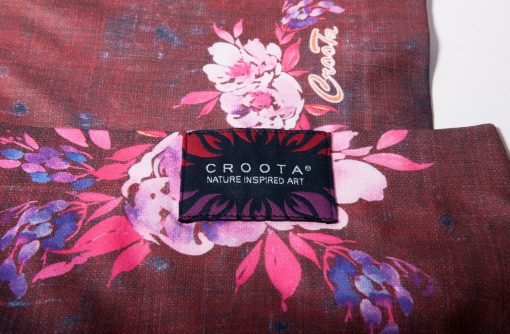 CrooTa
CROOTA®
NATURE INSPIRED ART